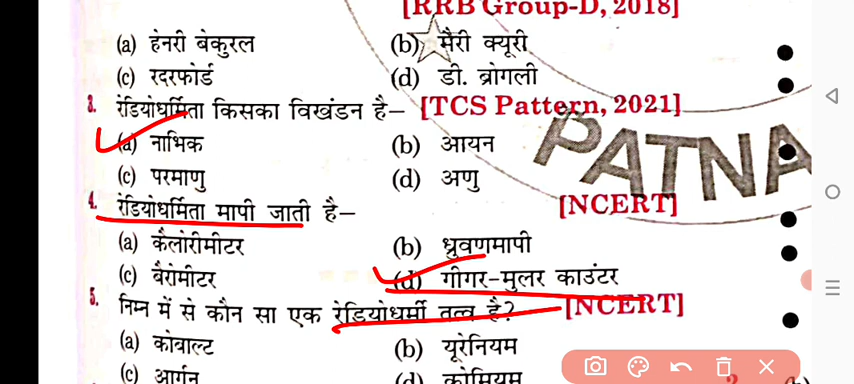 [RRB Group-D, 2018]
(a) हेनरी बेकुरल (b) मैरी क्यूरी
(c) रदरफोर्ड (d) डी. ब्रोगली
3. रेडियोधर्मिता किसका विखंडन है– [TCS Pattern, 2021]
(a) नाभिक (b) आयन
(c) परमाणु (d) अणु
PATNA
4. रेडियोधर्मिता मापी जाती है– [NCERT]
(a) कैलोरीमीटर (b) ध्रुवणमापी
(c) बैरोमीटर (d) गीगर-मुलर काउंटर
5. निम्न में से कौन सा एक रेडियोधर्मी तत्व है? [NCERT]
(a) कोबाल्ट (b) यूरेनियम
(c) आर्गन (d) क्रोमियम